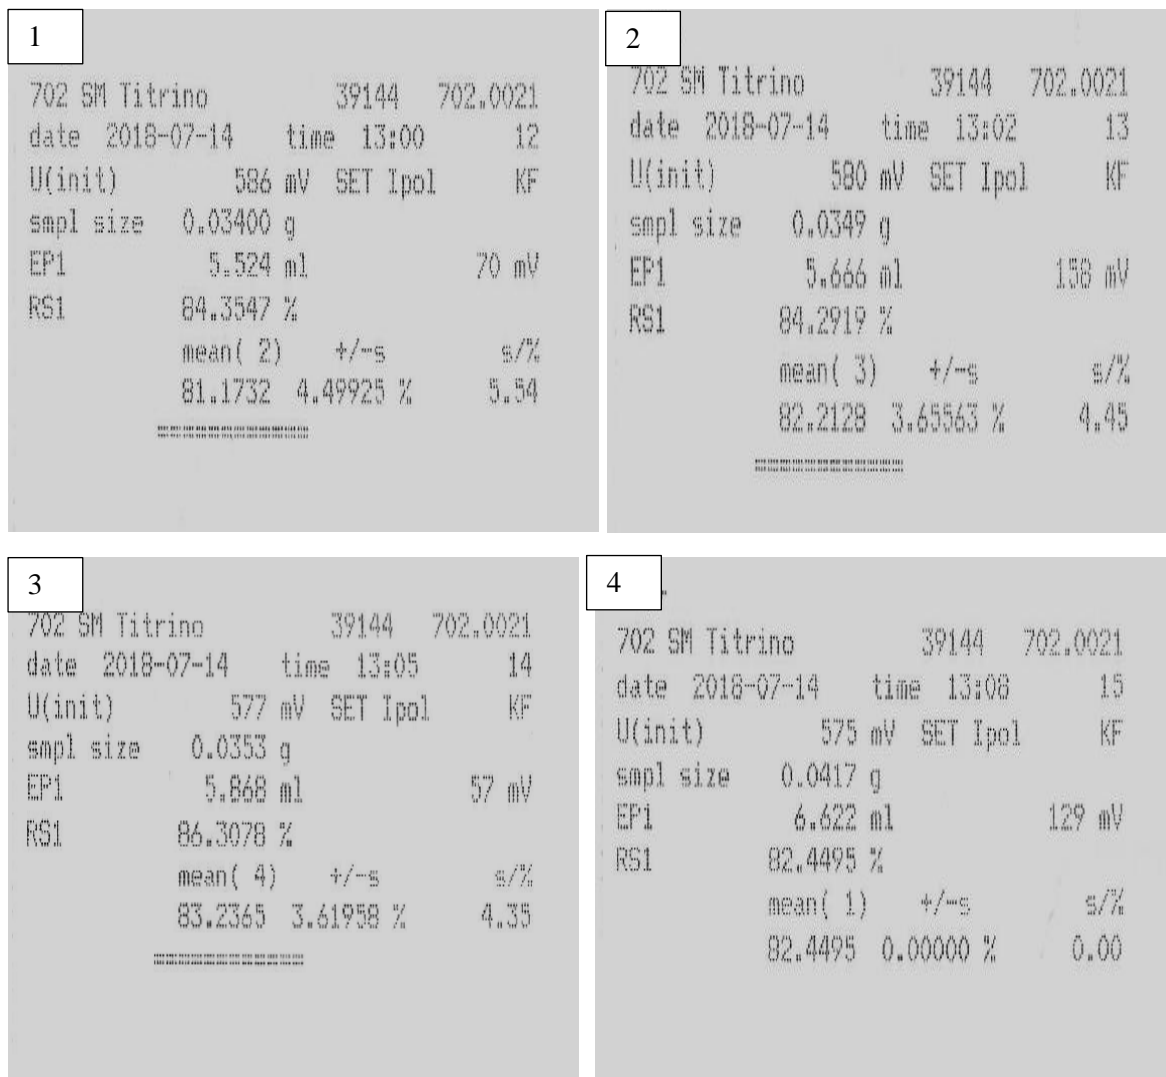 1
702 SM Titrino 39144 702.0021
date 2018-07-14 time 13:00 12
U(init) 586 mV SET Ipol KF
smpl size 0.03400 g
EP1 5.524 ml 70 mV
RS1 84.3547 %
mean( 2) +/-s s/%
81.1732 4.49925 % 5.54
2
702 SM Titrino 39144 702.0021
date 2018-07-14 time 13:02 13
U(init) 580 mV SET Ipol KF
smpl size 0.0349 g
EP1 5.666 ml 158 mV
RS1 84.2919 %
mean( 3) +/-s s/%
82.2128 3.65563 % 4.45
3
702 SM Titrino 39144 702.0021
date 2018-07-14 time 13:05 14
U(init) 577 mV SET Ipol KF
smpl size 0.0353 g
EP1 5.868 ml 57 mV
RS1 86.3078 %
mean( 4) +/-s s/%
83.2365 3.61958 % 4.35
4
702 SM Titrino 39144 702.0021
date 2018-07-14 time 13:08 15
U(init) 575 mV SET Ipol KF
smpl size 0.0417 g
EP1 6.622 ml 129 mV
RS1 82.4495 %
mean( 1) +/-s s/%
82.4495 0.00000 % 0.00